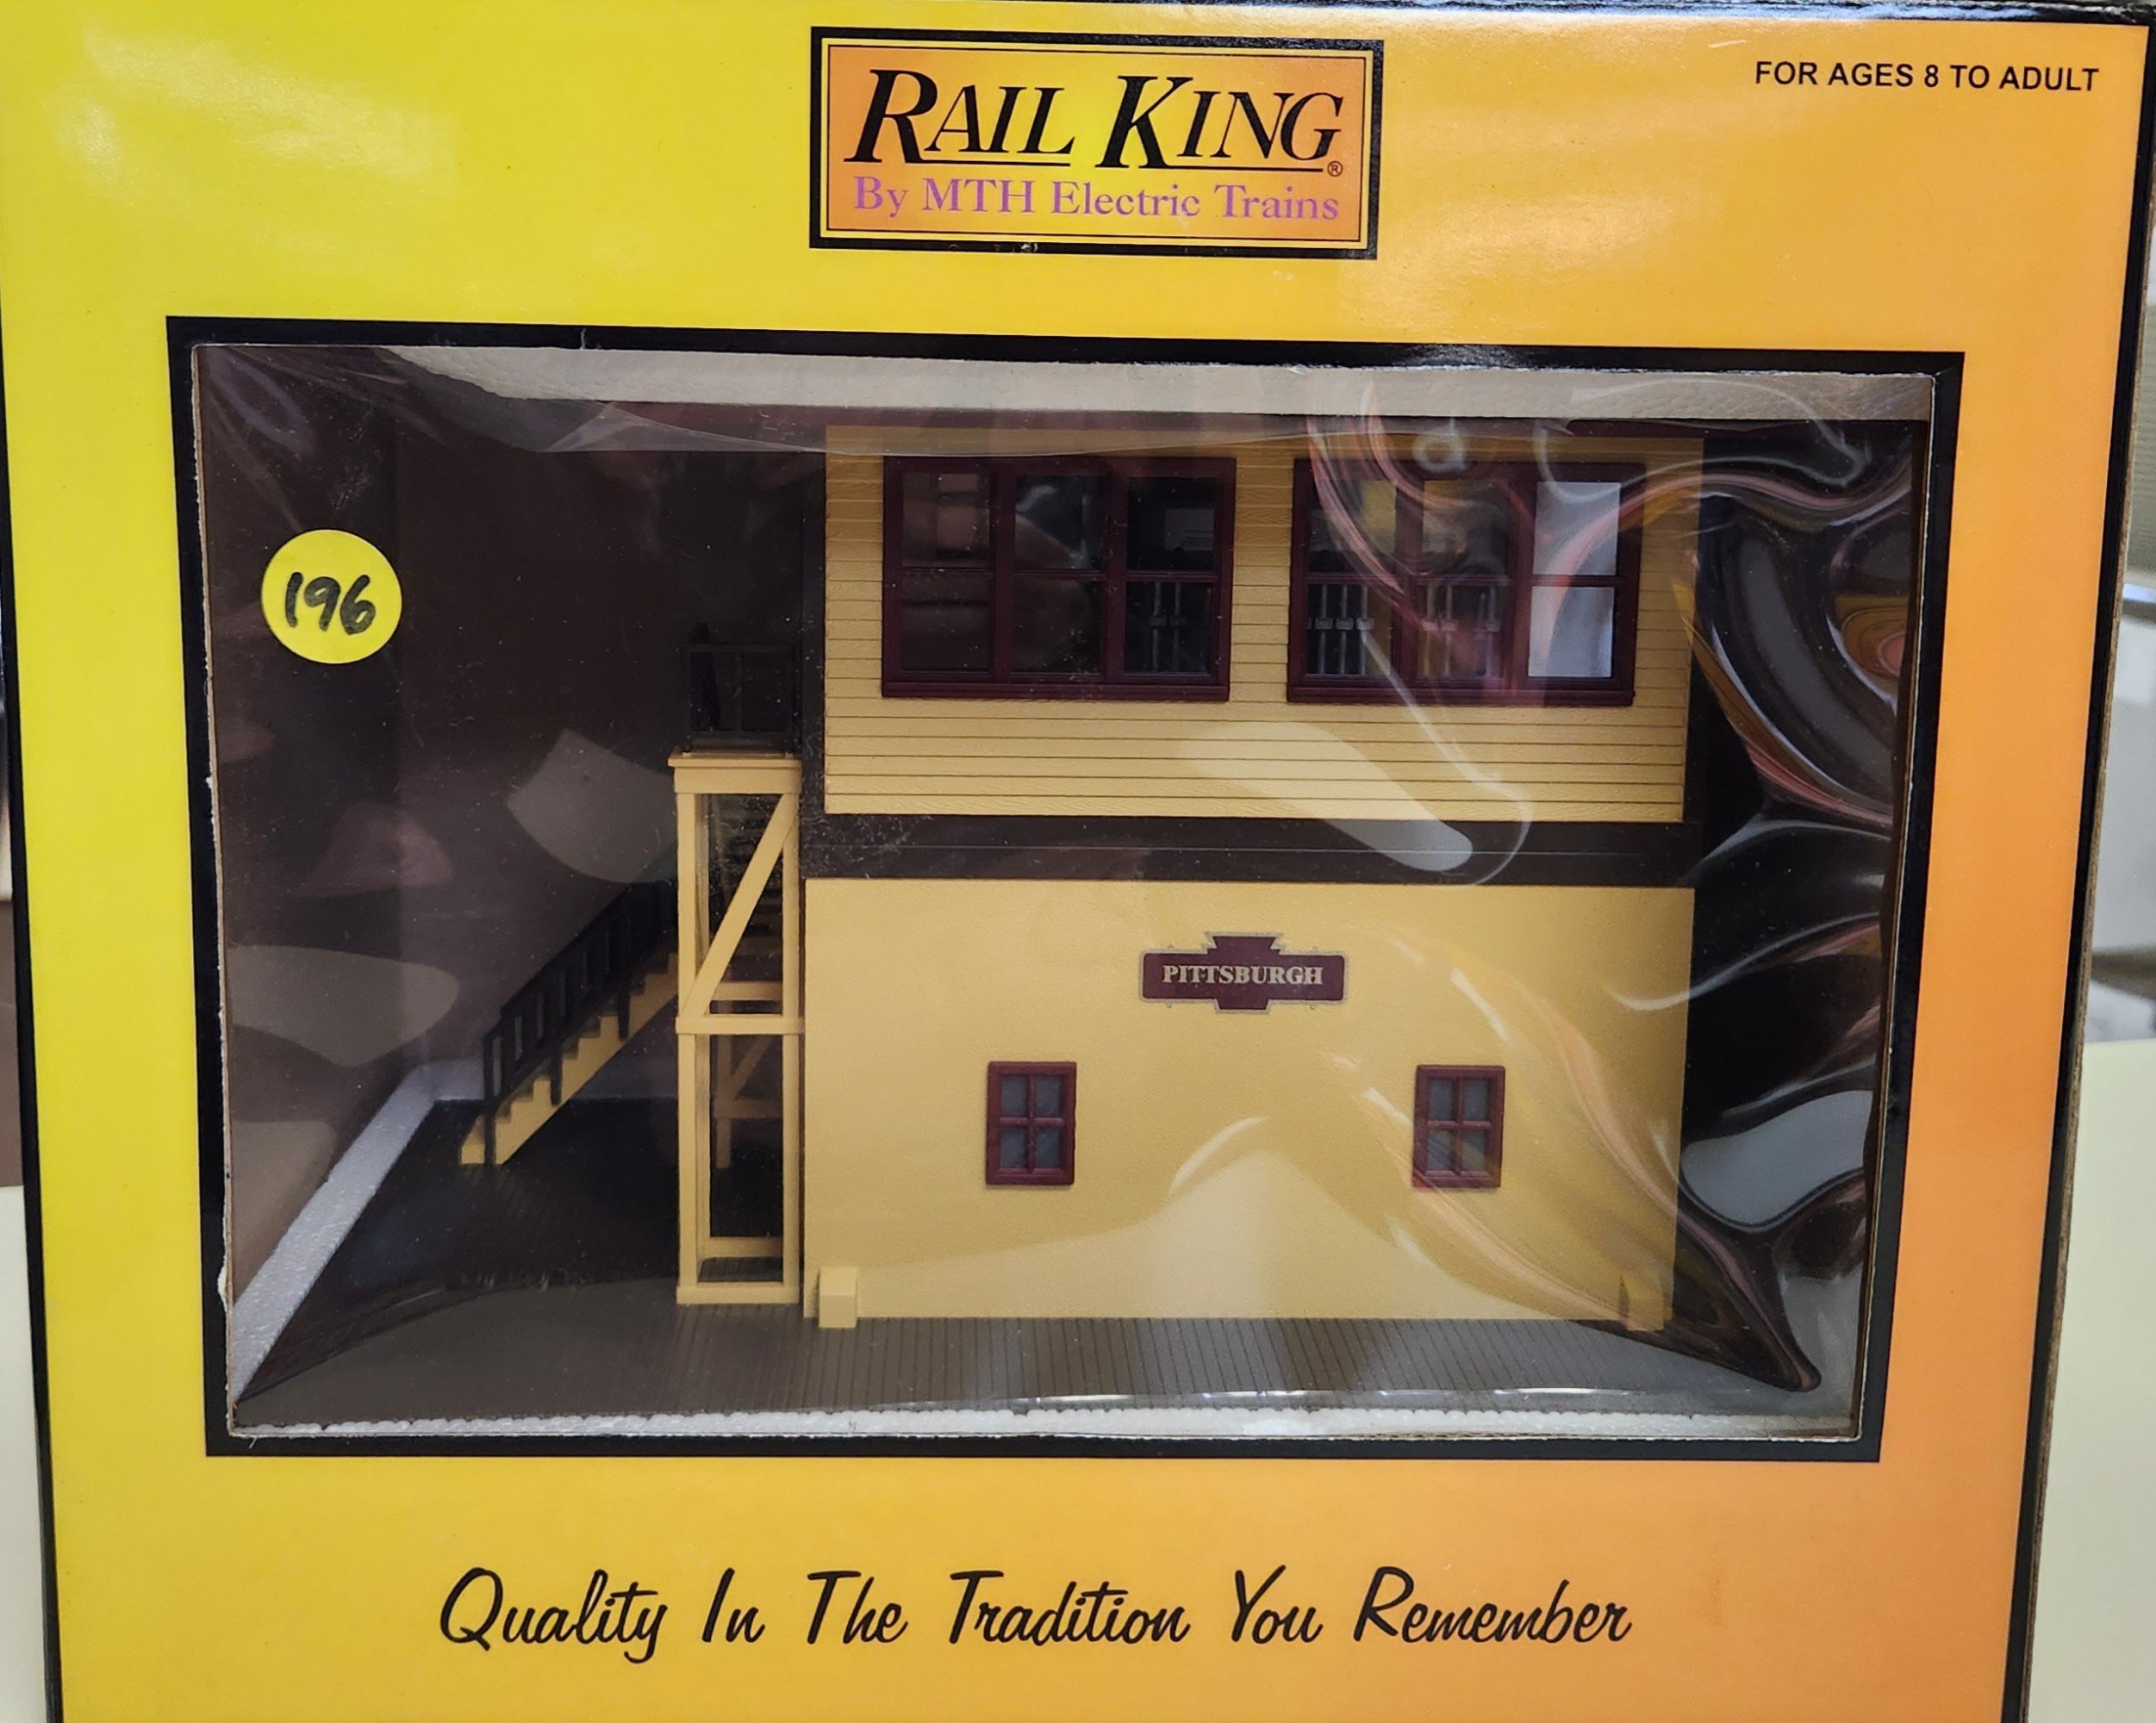 RAIL KING®
By MTH Electric Trains
FOR AGES 8 TO ADULT
196
PITTSBURGH
Quality In The Tradition You Remember